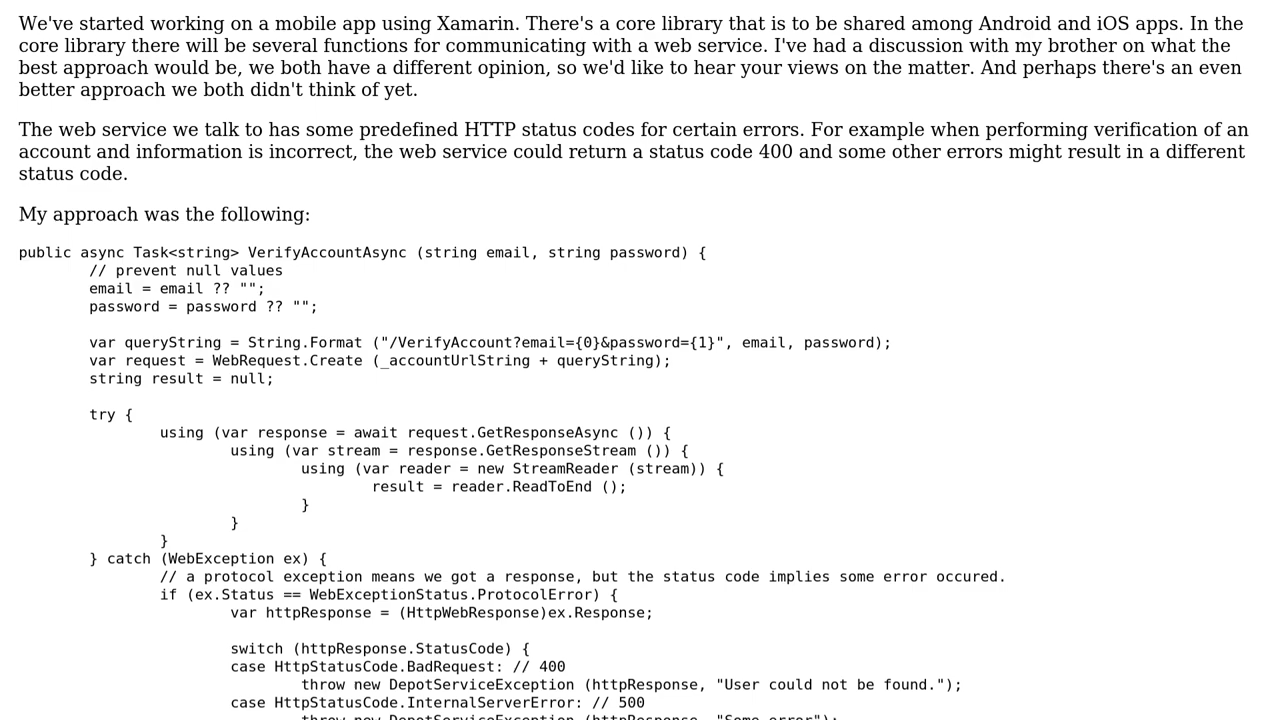 We've started working on a mobile app using Xamarin. There's a core library that is to be shared among Android and iOS apps. In the
core library there will be several functions for communicating with a web service. I've had a discussion with my brother on what the
best approach would be, we both have a different opinion, so we'd like to hear your views on the matter. And perhaps there's an even
better approach we both didn't think of yet.
The web service we talk to has some predefined HTTP status codes for certain errors. For example when performing verification of an
account and information is incorrect, the web service could return a status code 400 and some other errors might result in a different
status code.
My approach was the following:
public async Task<string> VerifyAccountAsync (string email, string password) {
// prevent null values
email = email ?? "";
password = password ?? "";
var queryString = String.Format ("/VerifyAccount?email={0}&password={1}", email, password);
var request = WebRequest.Create (_accountUrlString + queryString);
string result = null;
try {
using (var response = await request.GetResponseAsync ()) {
using (var stream = response.GetResponseStream ()) {
using (var reader = new StreamReader (stream)) {
result = reader.ReadToEnd ();
}
}
}
} catch (WebException ex) {
// a protocol exception means we got a response, but the status code implies some error occured.
if (ex.Status == WebExceptionStatus.ProtocolError) {
var httpResponse = (HttpWebResponse)ex.Response;
switch (httpResponse.StatusCode) {
case HttpStatusCode.BadRequest: // 400
throw new DepotServiceException (httpResponse, "User could not be found.");
case HttpStatusCode.InternalServerError: // 500
throw new DepotServiceException (httpResponse, "Some error");